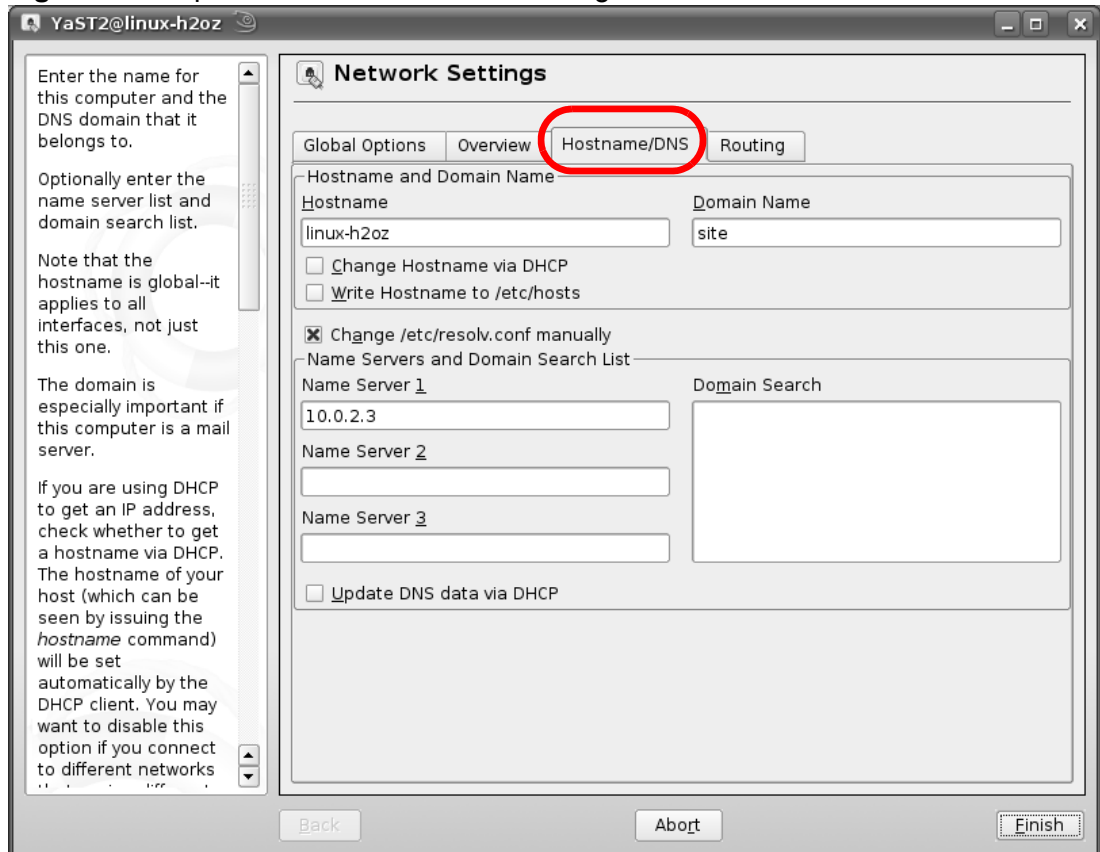 YaST2@linux-h2oz
Enter the name for
this computer and the
DNS domain that it
belongs to.
Optionally enter the
name server list and
domain search list.
Note that the
hostname is global--it
applies to all
interfaces, not just
this one.
The domain is
especially important if
this computer is a mail
server.
If you are using DHCP
to get an IP address,
check whether to get
a hostname via DHCP.
The hostname of your
host (which can be
seen by issuing the
hostname command)
will be set
automatically by the
DHCP client. You may
want to disable this
option if you connect
to different networks
Network Settings
Global Options Overview Hostname/DNS Routing
Hostname and Domain Name
Hostname Domain Name
linux-h2oz site
Change Hostname via DHCP
Write Hostname to /etc/hosts
Change /etc/resolv.conf manually
Name Servers and Domain Search List
Name Server 1 Domain Search
10.0.2.3
Name Server 2
Name Server 3
Update DNS data via DHCP
Back Abort Finish